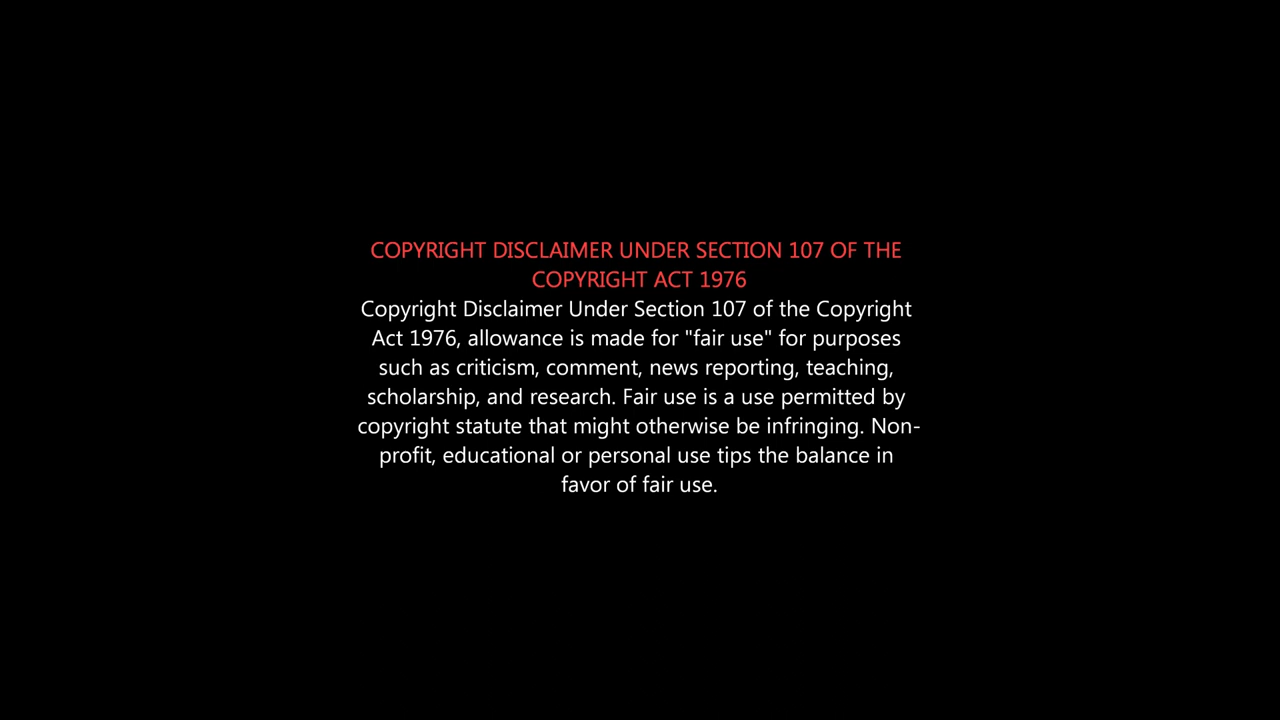 COPYRIGHT DISCLAIMER UNDER SECTION 107 OF THE
COPYRIGHT ACT 1976
Copyright Disclaimer Under Section 107 of the Copyright
Act 1976, allowance is made for "fair use" for purposes
such as criticism, comment, news reporting, teaching,
scholarship, and research. Fair use is a use permitted by
copyright statute that might otherwise be infringing. Non-
profit, educational or personal use tips the balance in
favor of fair use.